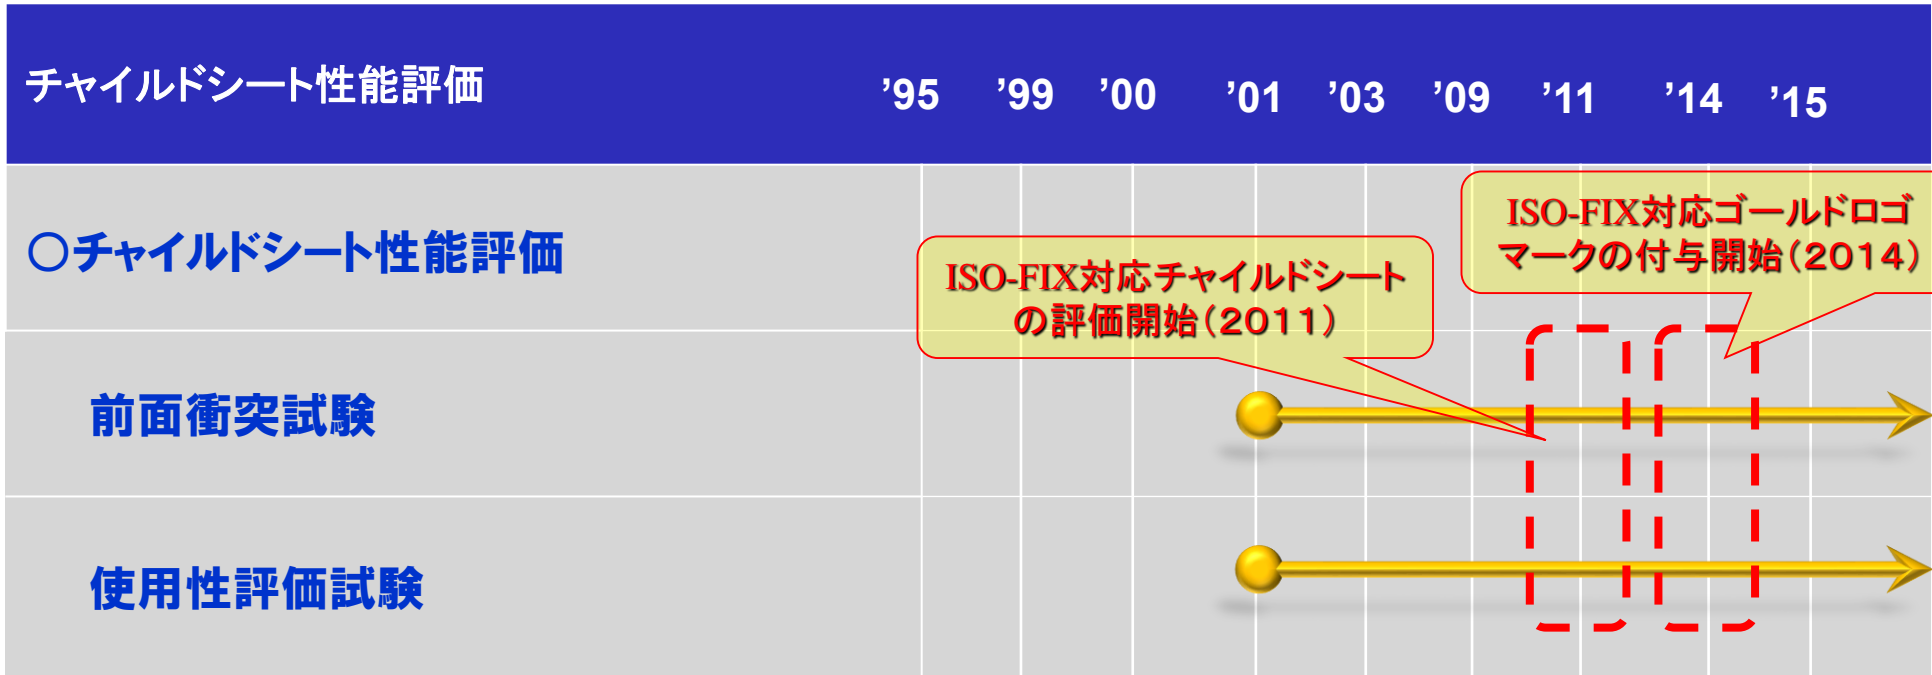 チャイルドシート性能評価 ’95 ’99 ’00 ’01 ’03 ’09 ’11 ’14 ’15
○チャイルドシート性能評価
ISO-FIX対応ゴールドロゴ
マークの付与開始(2014)
ISO-FIX対応チャイルドシート
の評価開始(2011)
前面衝突試験
使用性評価試験